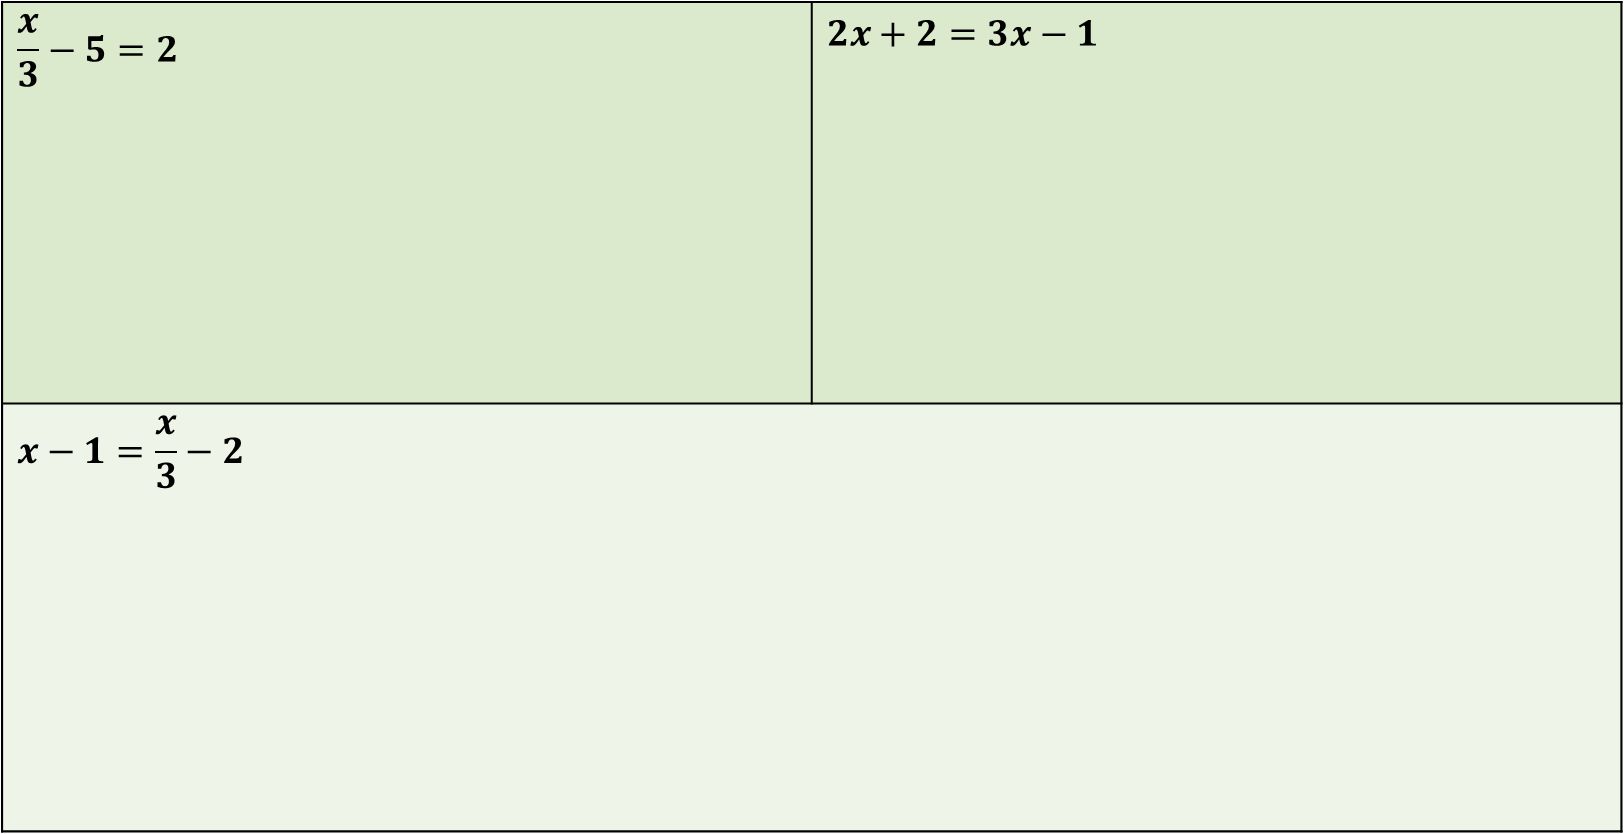 x/3 − 5 = 2
2x + 2 = 3x − 1
x − 1 = x/3 − 2